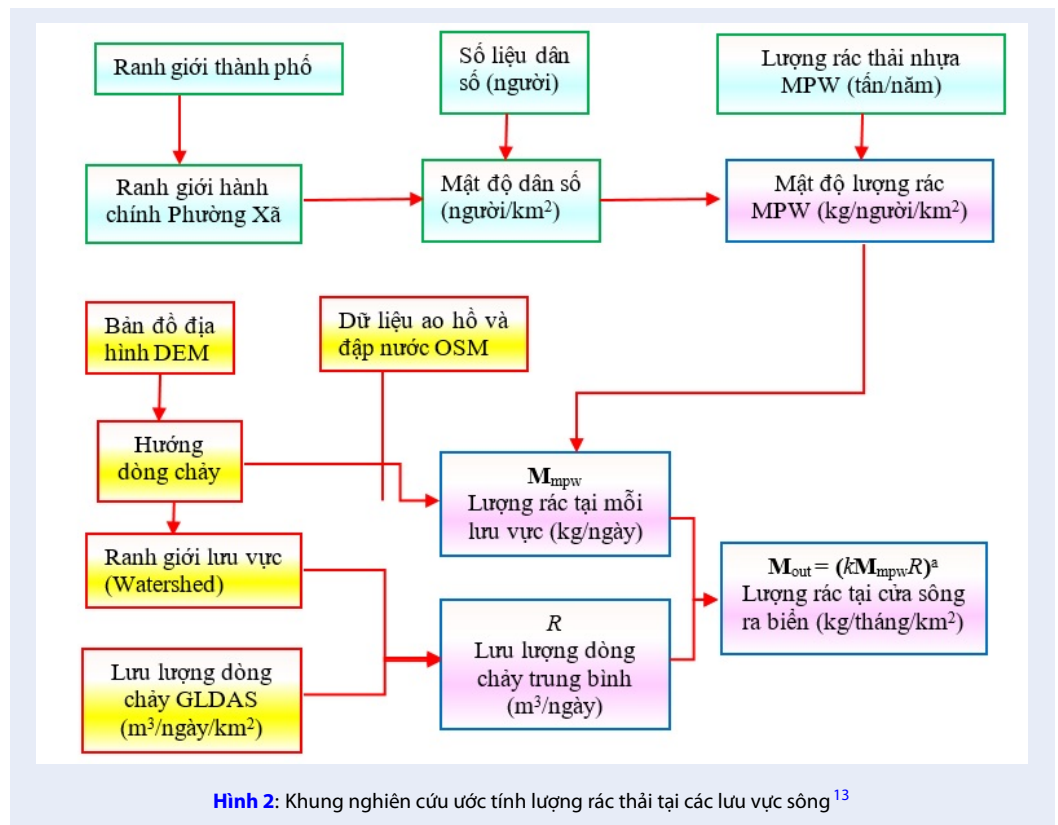 Ranh giới thành phố
Số liệu dân
số (người)
Lượng rác thải nhựa
MPW (tấn/năm)
Ranh giới hành
chính Phường Xã
Mật độ dân số
(người/km²)
Mật độ lượng rác
MPW (kg/người/km²)
Bản đồ địa
hình DEM
Dữ liệu ao hồ và
đập nước OSM
Hướng
dòng chảy
Mmpw
Lượng rác tại mỗi
lưu vực (kg/ngày)
Ranh giới lưu vực
(Watershed)
Mout = (kMmpwR)ᵃ
Lượng rác tại cửa sông
ra biển (kg/tháng/km²)
R
Lưu lượng dòng
chảy trung bình
(m³/ngày)
Lưu lượng dòng
chảy GLDAS
(m³/ngày/km²)
Hình 2: Khung nghiên cứu ước tính lượng rác thải tại các lưu vực sông¹³